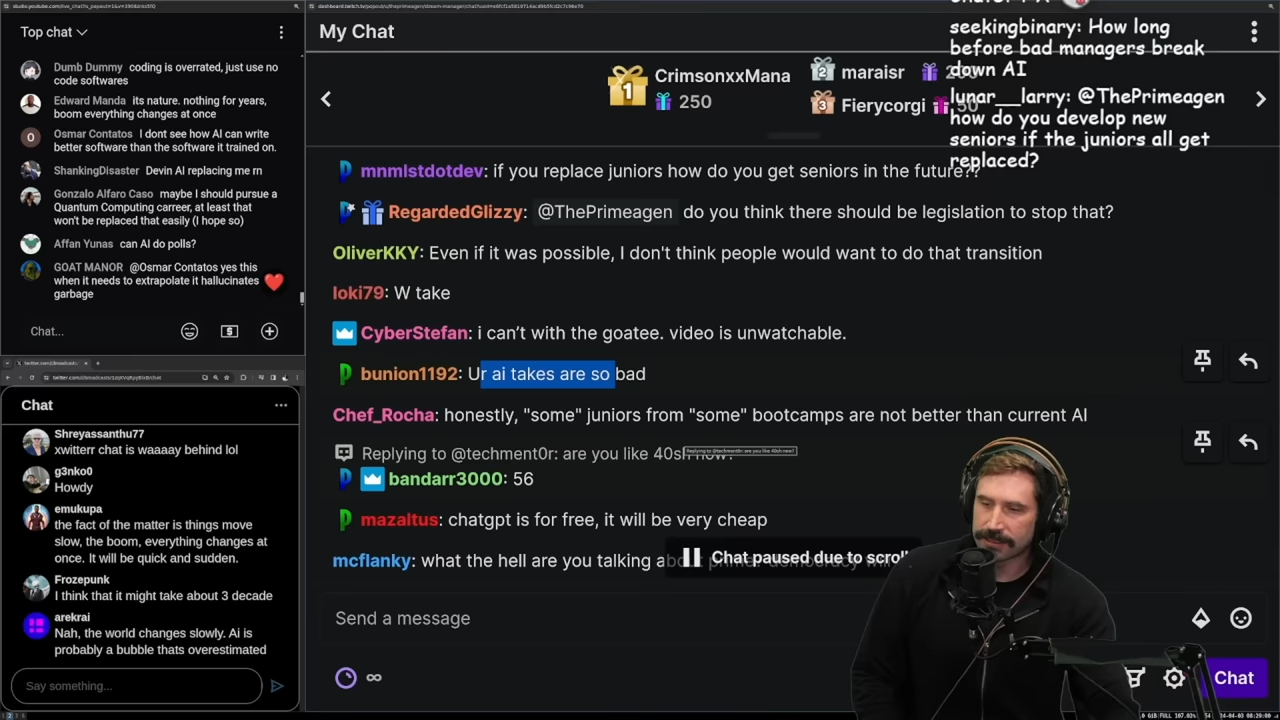 Top chat
Dumb Dummy coding is overrated, just use no
code softwares
Edward Manda its nature. nothing for years,
boom everything changes at once
Osmar Contatos I dont see how AI can write
better software than the software it trained on.
ShankingDisaster Devin AI replacing me rn
Gonzalo Alfaro Caso maybe I should pursue a
Quantum Computing carreer, at least that
won't be replaced that easily (I hope so)
Affan Yunas can AI do polls?
GOAT MANOR @Osmar Contatos yes this
when it needs to extrapolate it hallucinates
garbage
Chat...
Chat
Shreyassanthu77
xwitterr chat is waaaay behind lol
g3nko0
Howdy
emukupa
the fact of the matter is things move
slow, the boom, everything changes at
once. It will be quick and sudden.
Frozepunk
I think that it might take about 3 decade
arekrai
Nah, the world changes slowly. Ai is
probably a bubble thats overestimated
Say something...
My Chat
1 CrimsonxxMana
250
2 maraisr
3 Fierycorgi
seekingbinary: How long
before bad managers break
down AI
lunar__larry: @ThePrimeagen
how do you develop new
seniors if the juniors all get
replaced?
mnmlstdotdev: if you replace juniors how do you get seniors in the future??
RegardedGlizzy: @ThePrimeagen do you think there should be legislation to stop that?
OliverKKY: Even if it was possible, I don't think people would want to do that transition
loki79: W take
CyberStefan: i can't with the goatee. video is unwatchable.
bunion1192: Ur ai takes are so bad
Chef_Rocha: honestly, "some" juniors from "some" bootcamps are not better than current AI
Replying to @techment0r: are you like 40sh now?
bandarr3000: 56
mazaltus: chatgpt is for free, it will be very cheap
mcflanky: what the hell are you talking
Chat paused due to scroll
Send a message
Chat